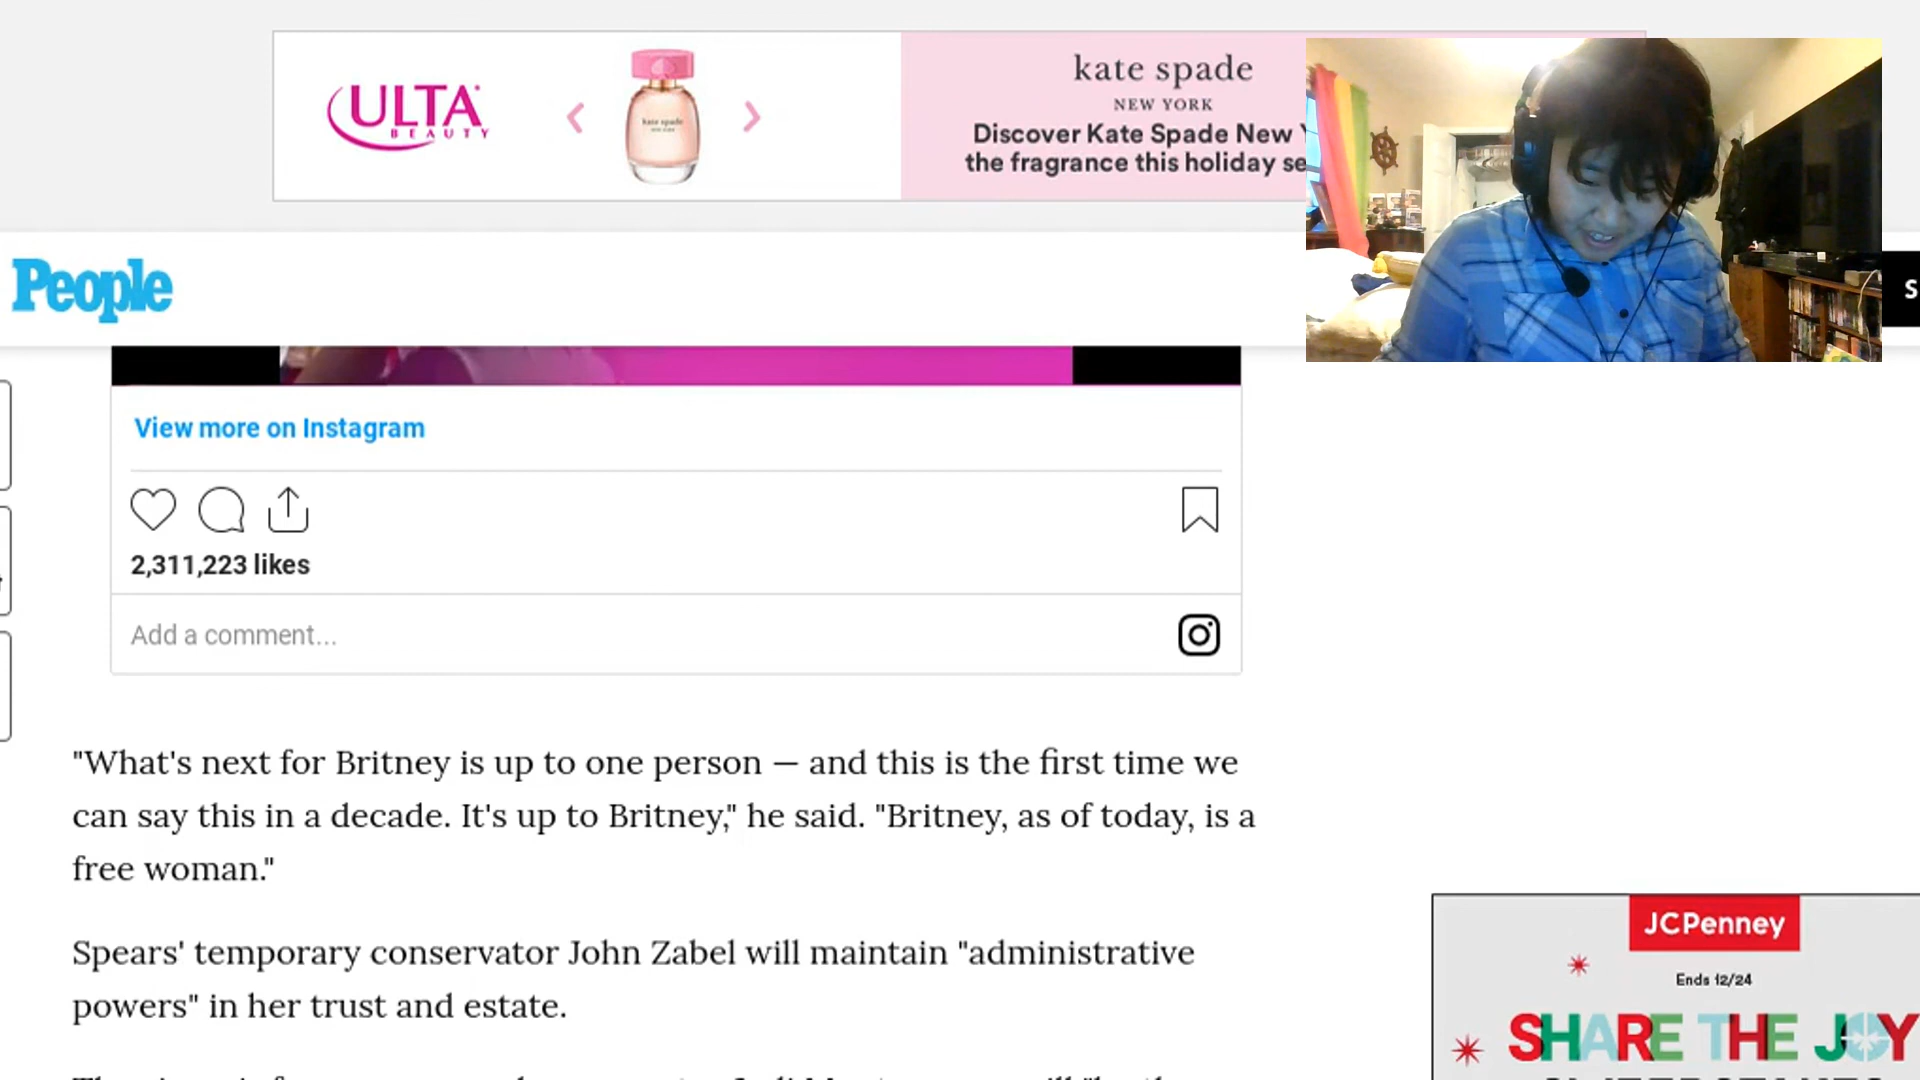 ULTA
BEAUTY
kate spade
NEW YORK
kate spade
NEW YORK
Discover Kate Spade New
the fragrance this holiday se
People
S
View more on Instagram
2,311,223 likes
Add a comment...
"What's next for Britney is up to one person — and this is the first time we
can say this in a decade. It's up to Britney," he said. "Britney, as of today, is a
free woman."
Spears' temporary conservator John Zabel will maintain "administrative
powers" in her trust and estate.
JCPenney
Ends 12/24
SHARE THE JOY